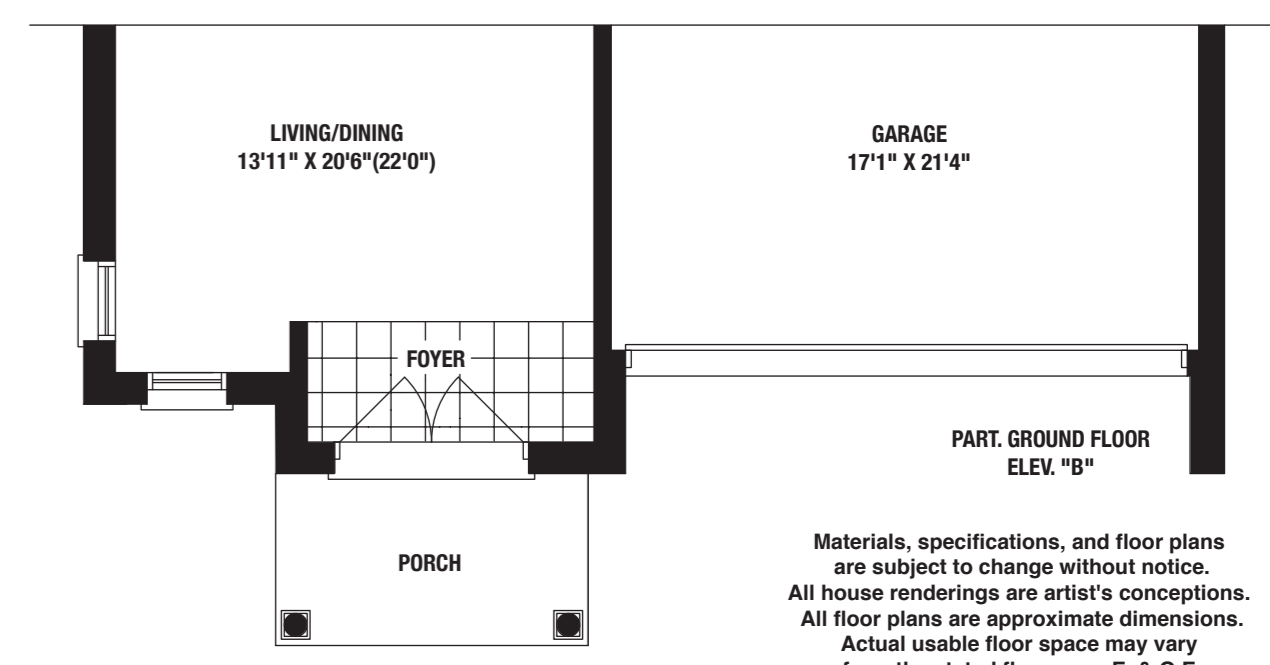 LIVING/DINING
13'11" X 20'6"(22'0")
GARAGE
17'1" X 21'4"
FOYER
PART. GROUND FLOOR
ELEV. "B"
PORCH
Materials, specifications, and floor plans
are subject to change without notice.
All house renderings are artist's conceptions.
All floor plans are approximate dimensions.
Actual usable floor space may vary